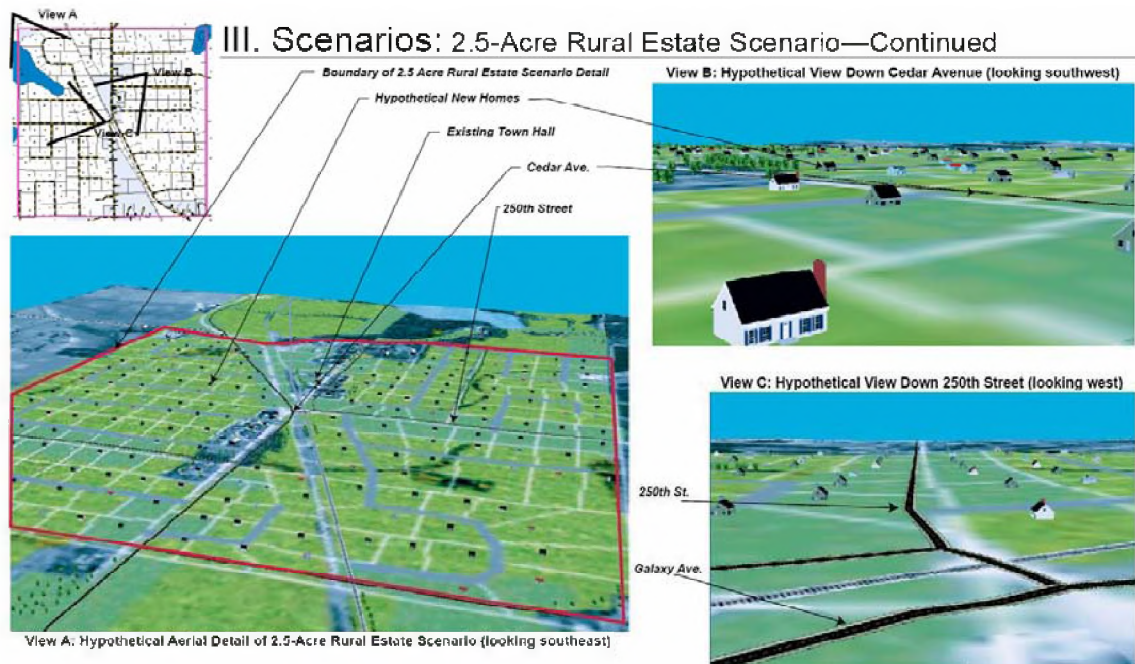 View A
View B
View C
III. Scenarios: 2.5-Acre Rural Estate Scenario—Continued
Boundary of 2.5 Acre Rural Estate Scenario Detail
Hypothetical New Homes
Existing Town Hall
Cedar Ave.
250th Street
View B: Hypothetical View Down Cedar Avenue (looking southwest)
View C: Hypothetical View Down 250th Street (looking west)
250th St.
Galaxy Ave.
View A: Hypothetical Aerial Detail of 2.5-Acre Rural Estate Scenario (looking southeast)